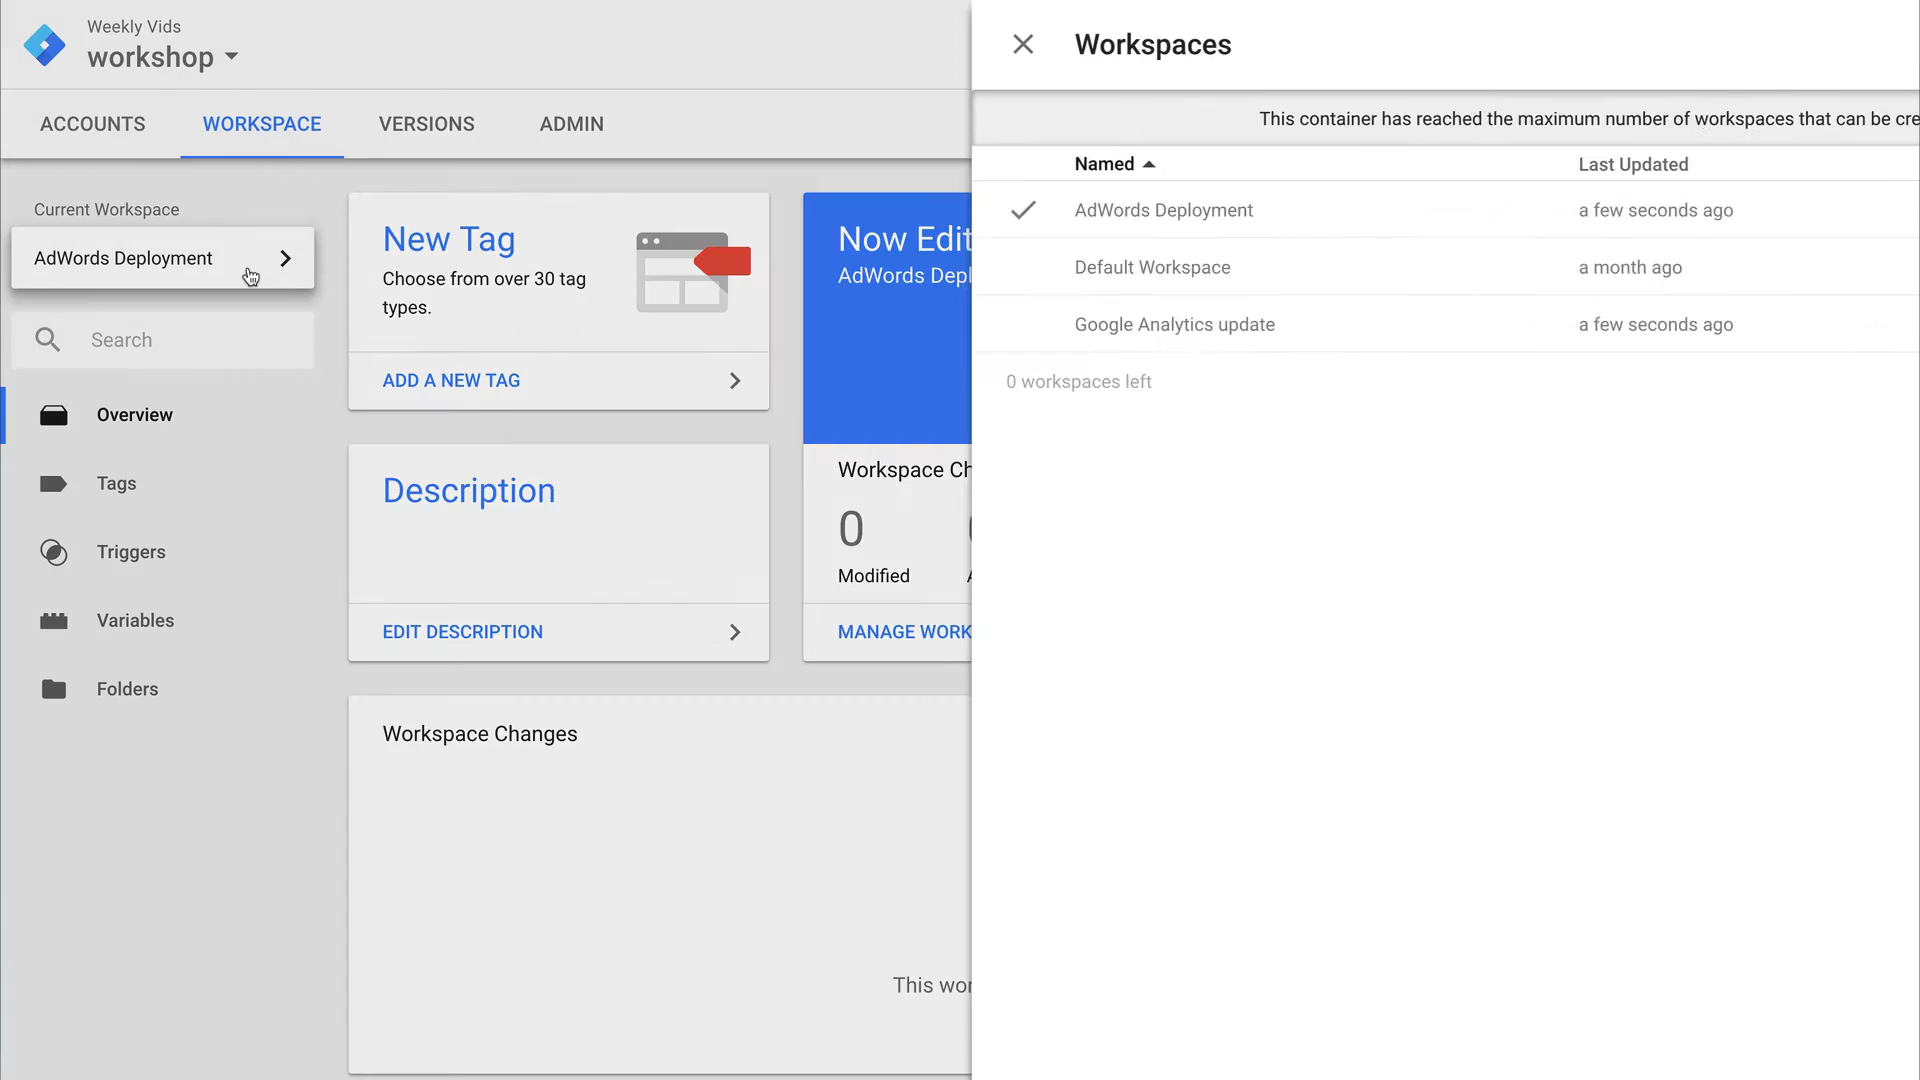 Weekly Vids
workshop
ACCOUNTS
WORKSPACE
VERSIONS
ADMIN
Current Workspace
AdWords Deployment
Search
Overview
Tags
Triggers
Variables
Folders
New Tag
Choose from over 30 tag
types.
ADD A NEW TAG
Description
EDIT DESCRIPTION
Now Edit
AdWords Depl
Workspace Ch
0
Modified
MANAGE WORK
Workspace Changes
This wor
Workspaces
This container has reached the maximum number of workspaces that can be cre
Named
Last Updated
AdWords Deployment
a few seconds ago
Default Workspace
a month ago
Google Analytics update
a few seconds ago
0 workspaces left